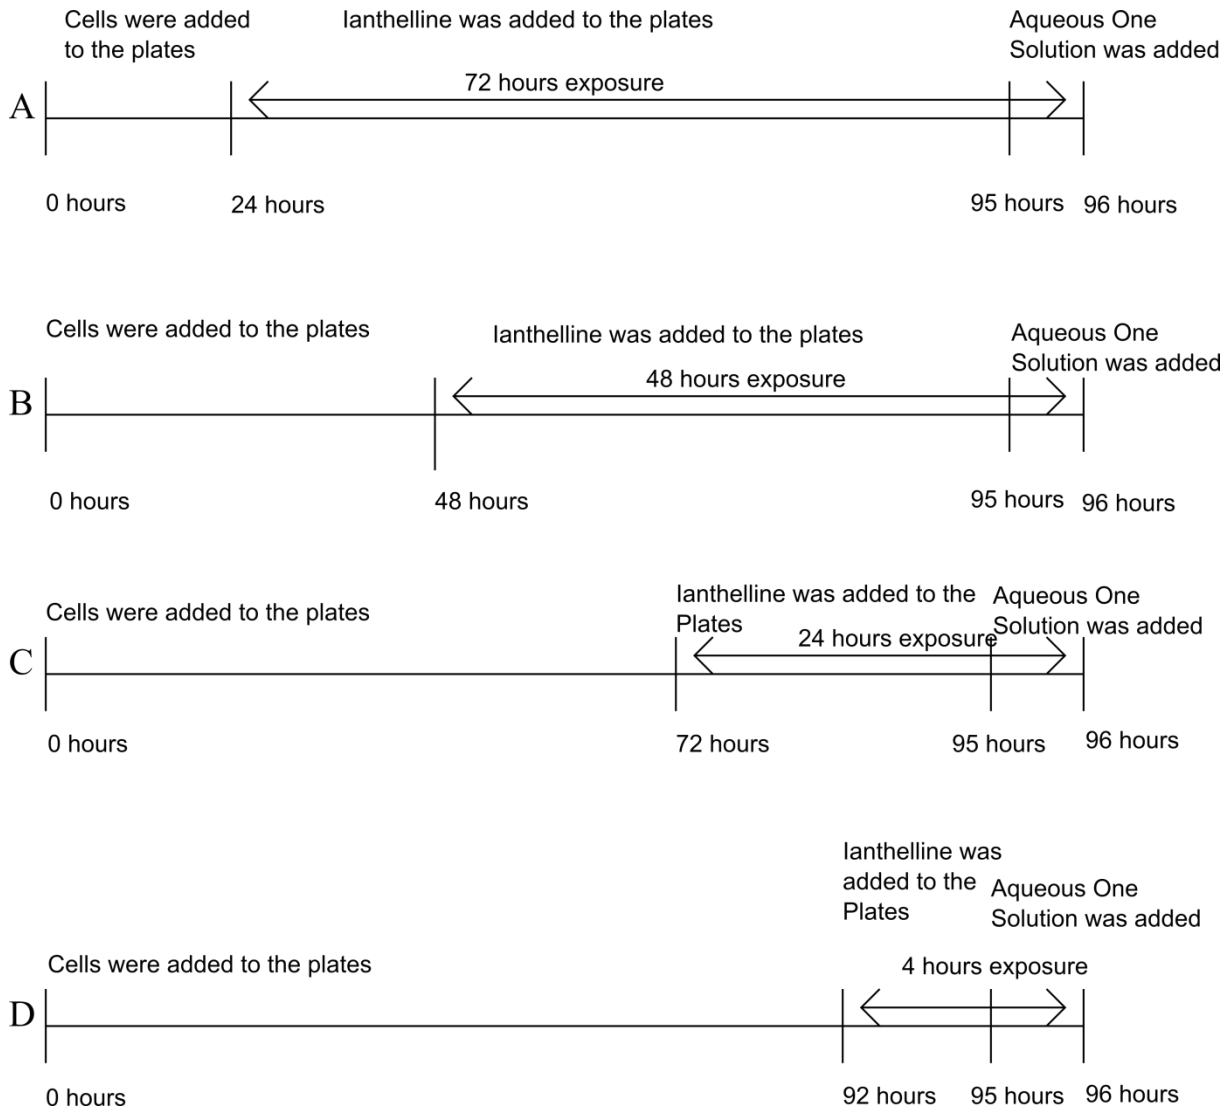 Cells were added
to the plates
Ianthelline was added to the plates
Aqueous One
Solution was added
72 hours exposure
A
0 hours
24 hours
95 hours
96 hours
Cells were added to the plates
Ianthelline was added to the plates
Aqueous One
Solution was added
48 hours exposure
B
0 hours
48 hours
95 hours
96 hours
Cells were added to the plates
Ianthelline was added to the
Plates
Aqueous One
Solution was added
24 hours exposure
C
0 hours
72 hours
95 hours
96 hours
Ianthelline was
added to the
Plates
Aqueous One
Solution was added
Cells were added to the plates
4 hours exposure
D
0 hours
92 hours
95 hours
96 hours